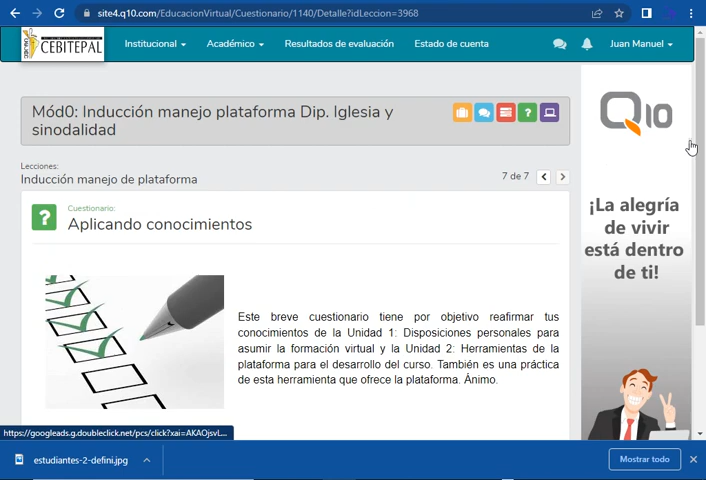 site4.q10.com/EducacionVirtual/Cuestionario/1140/Detalle?idLeccion=3968
CEBITEPAL
Institucional
Académico
Resultados de evaluación
Estado de cuenta
Juan Manuel
Mód0: Inducción manejo plataforma Dip. Iglesia y
sinodalidad
Lecciones:
Inducción manejo de plataforma
7 de 7
Cuestionario:
Aplicando conocimientos
Este breve cuestionario tiene por objetivo reafirmar tus
conocimientos de la Unidad 1: Disposiciones personales para
asumir la formación virtual y la Unidad 2: Herramientas de la
plataforma para el desarrollo del curso. También es una práctica
de esta herramienta que ofrece la plataforma. Ánimo.
Q10
¡La alegría
de vivir
está dentro
de ti!
https://googleads.g.doubleclick.net/pcs/click?xai=AKAOjsvL...
estudiantes-2-defini.jpg
Mostrar todo